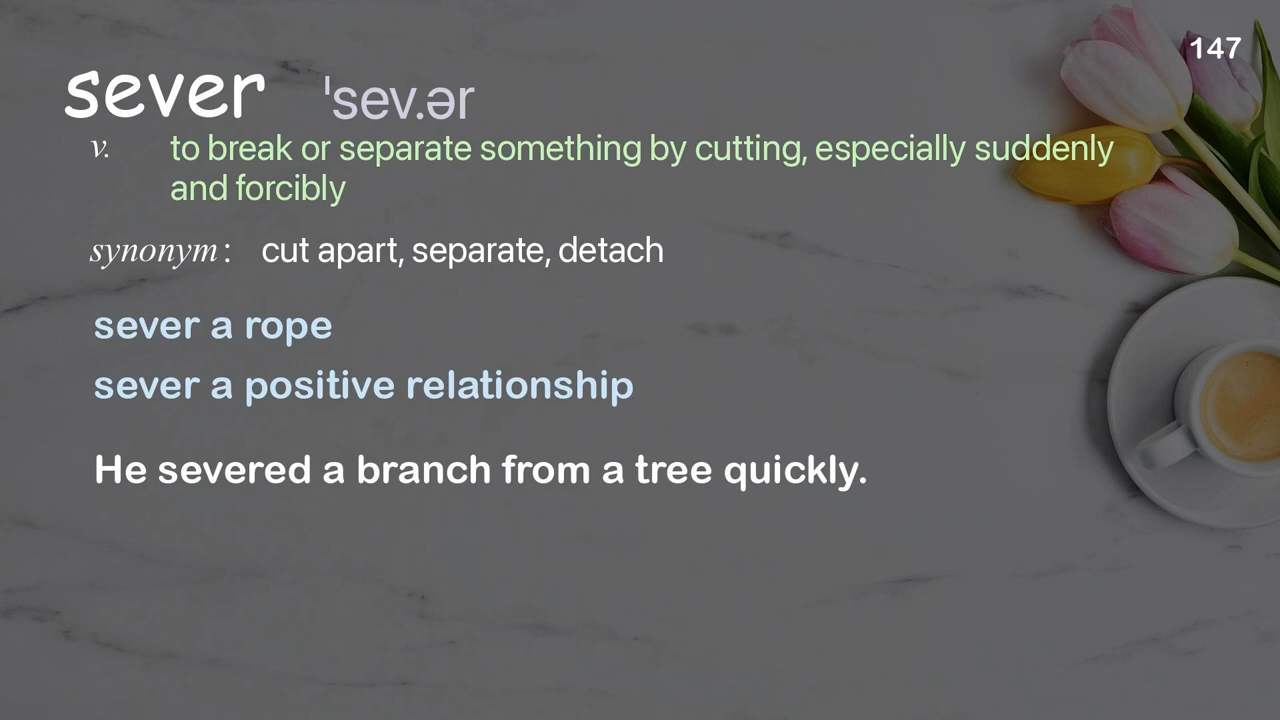 147
sever ˈsev.ər
v. to break or separate something by cutting, especially suddenly
and forcibly
synonym : cut apart, separate, detach
sever a rope
sever a positive relationship
He severed a branch from a tree quickly.